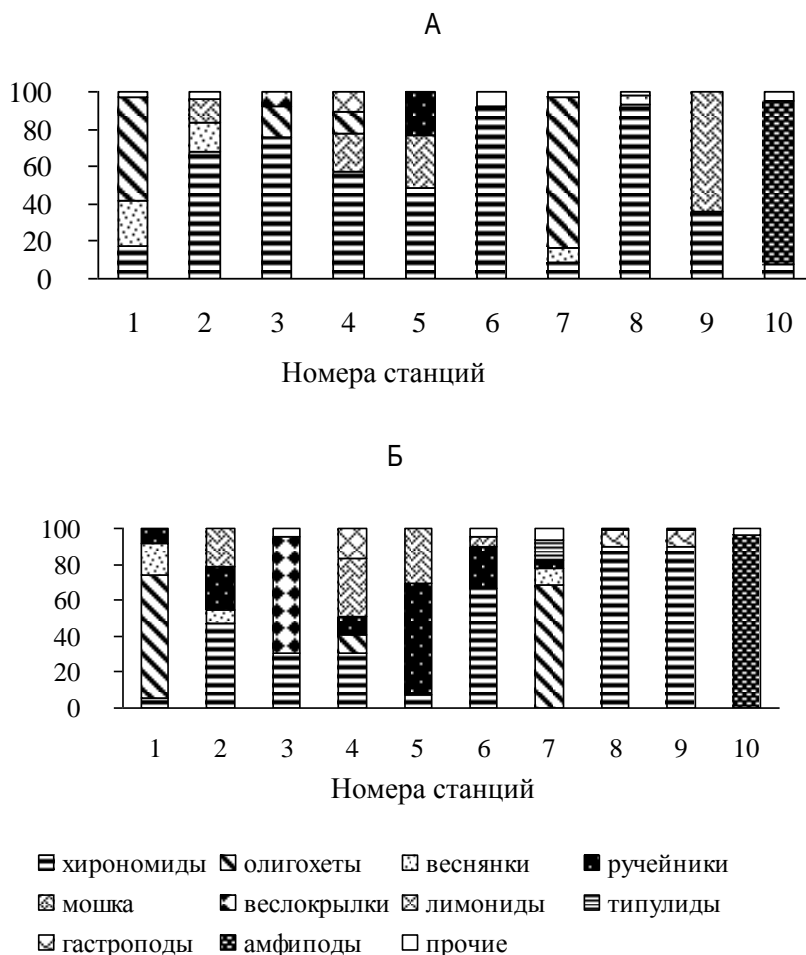 А
100
80
60
40
20
0
1 2 3 4 5 6 7 8 9 10
Номера станций
Б
100
80
60
40
20
0
1 2 3 4 5 6 7 8 9 10
Номера станций
хирономиды олигохеты веснянки ручейники
мошка веслокрылки лимониды типулиды
гастроподы амфиподы прочие